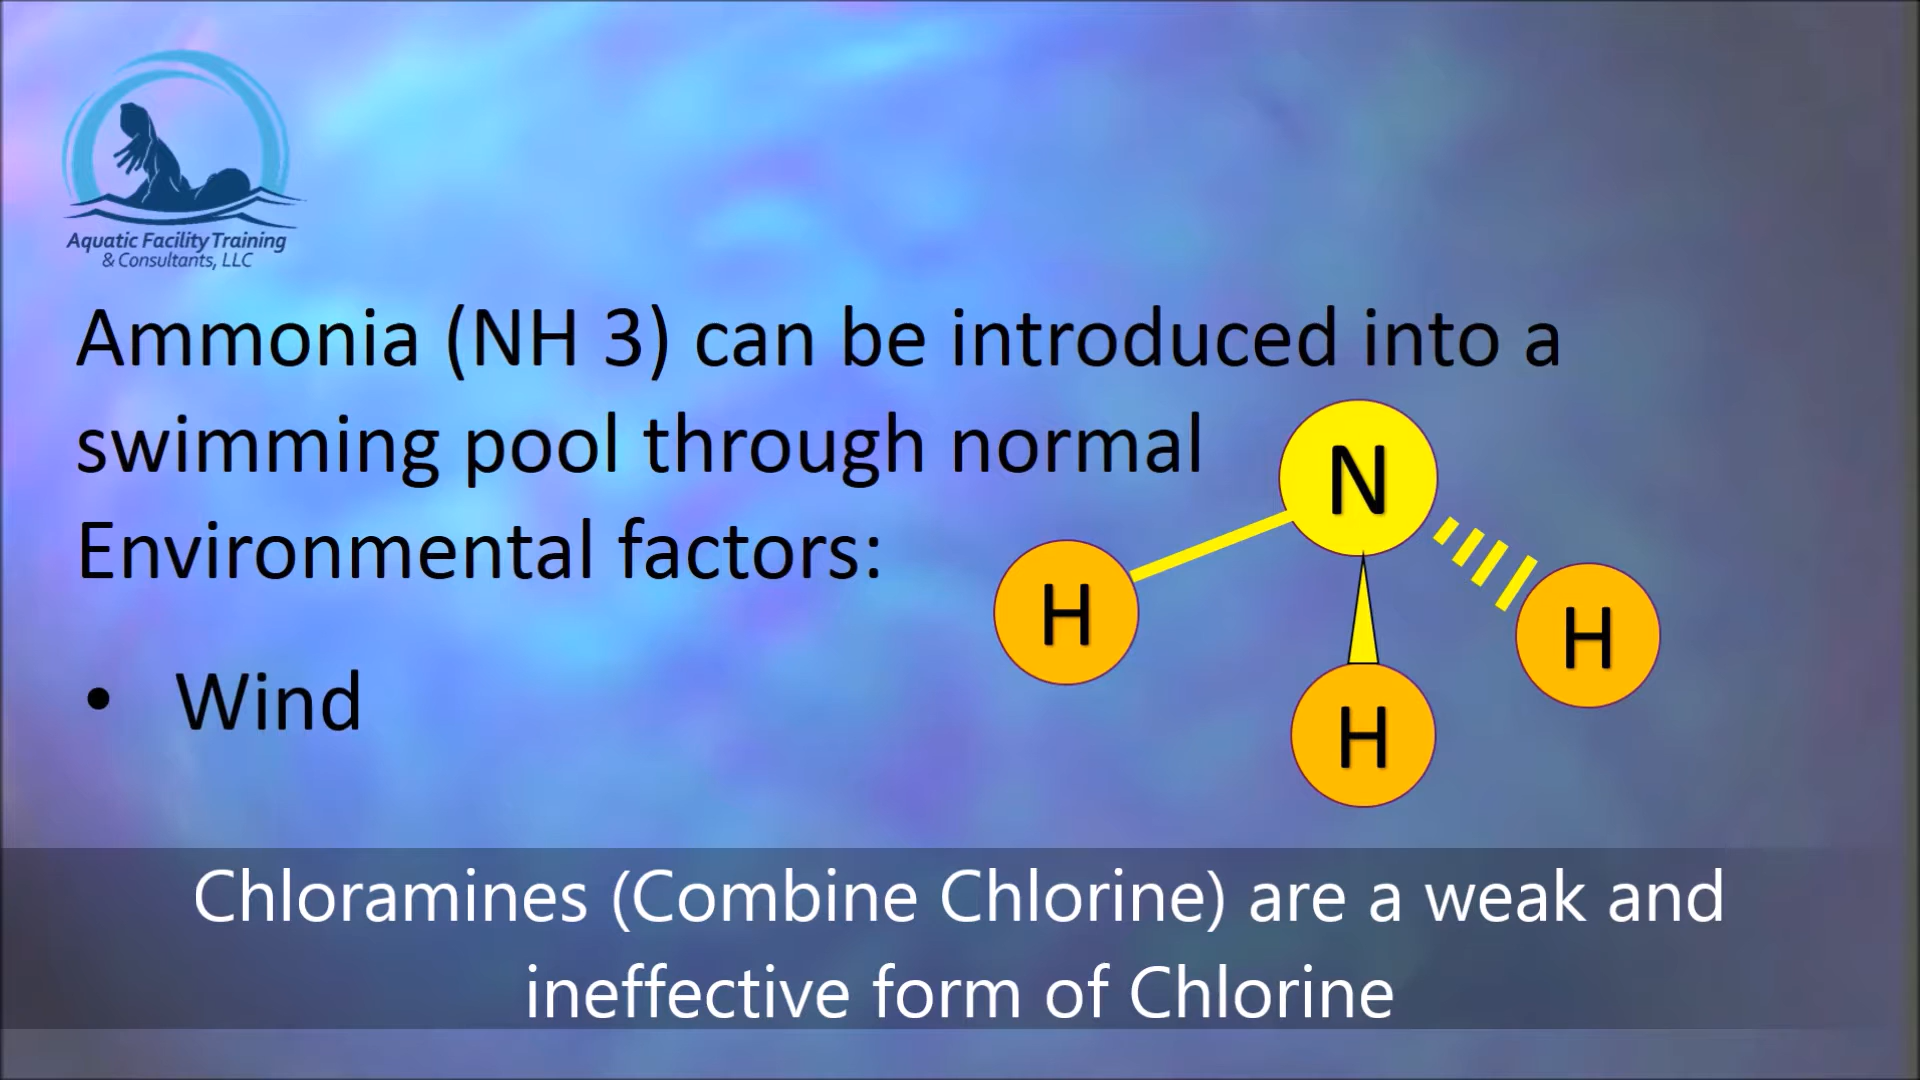 Aquatic Facility Training
& Consultants, LLC
Ammonia (NH 3) can be introduced into a
swimming pool through normal
Environmental factors:
• Wind
N
H
H
H
Chloramines (Combine Chlorine) are a weak and
ineffective form of Chlorine